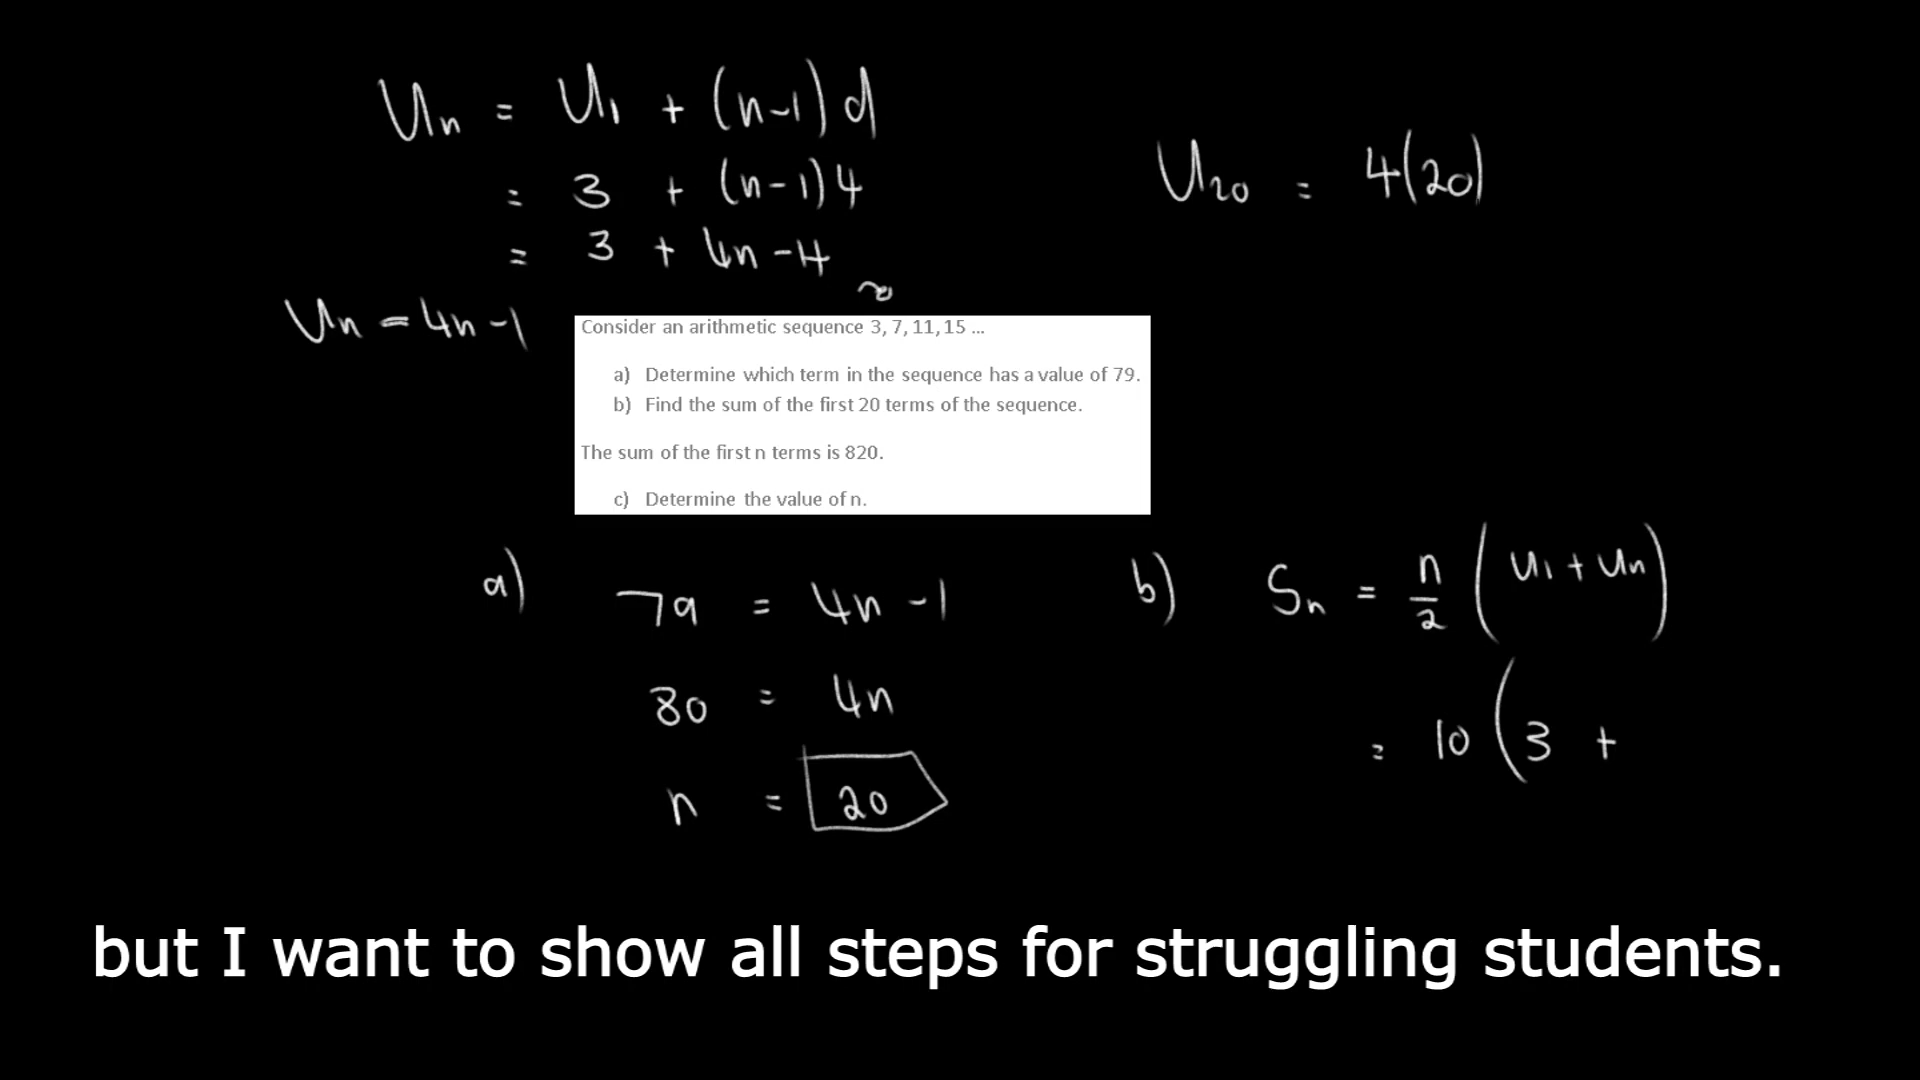 Un = U1 + (n-1)d
= 3 + (n-1)4
= 3 + 4n - 4
Un = 4n - 1
U20 = 4(20)
Consider an arithmetic sequence 3, 7, 11, 15 ...
a) Determine which term in the sequence has a value of 79.
b) Find the sum of the first 20 terms of the sequence.
The sum of the first n terms is 820.
c) Determine the value of n.
a) 79 = 4n - 1
80 = 4n
n = 20
b) Sn = n/2 (u1 + un)
= 10 (3 +
but I want to show all steps for struggling students.